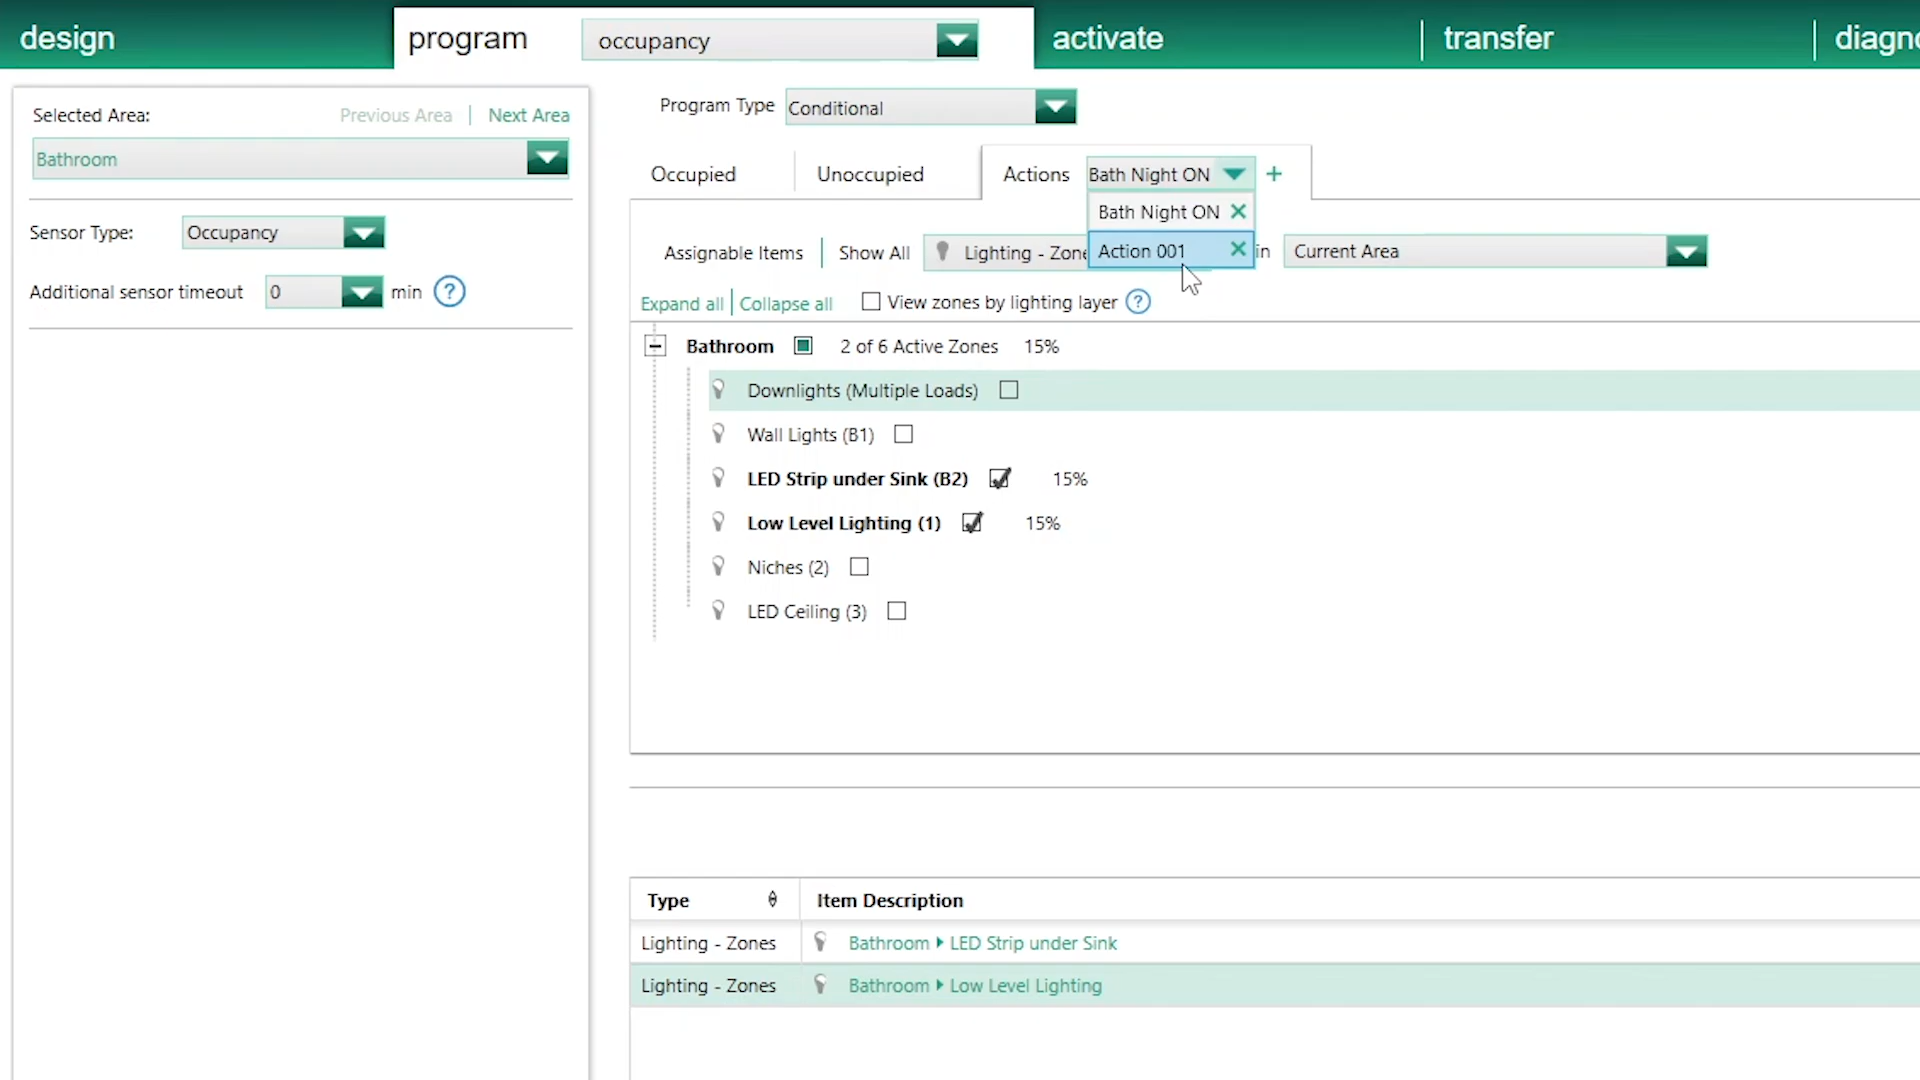 design
program
occupancy
activate
transfer
diagno
Selected Area:
Previous Area
Next Area
Bathroom
Sensor Type:
Occupancy
Additional sensor timeout
0
min
?
Program Type
Conditional
Occupied
Unoccupied
Actions
Bath Night ON
+
Bath Night ON
Action 001
Assignable Items
Show All
Lighting - Zone
in
Current Area
Expand all
Collapse all
View zones by lighting layer
?
Bathroom
2 of 6 Active Zones
15%
Downlights (Multiple Loads)
Wall Lights (B1)
LED Strip under Sink (B2)
15%
Low Level Lighting (1)
15%
Niches (2)
LED Ceiling (3)
Type
Item Description
Lighting - Zones
Bathroom
LED Strip under Sink
Lighting - Zones
Bathroom
Low Level Lighting